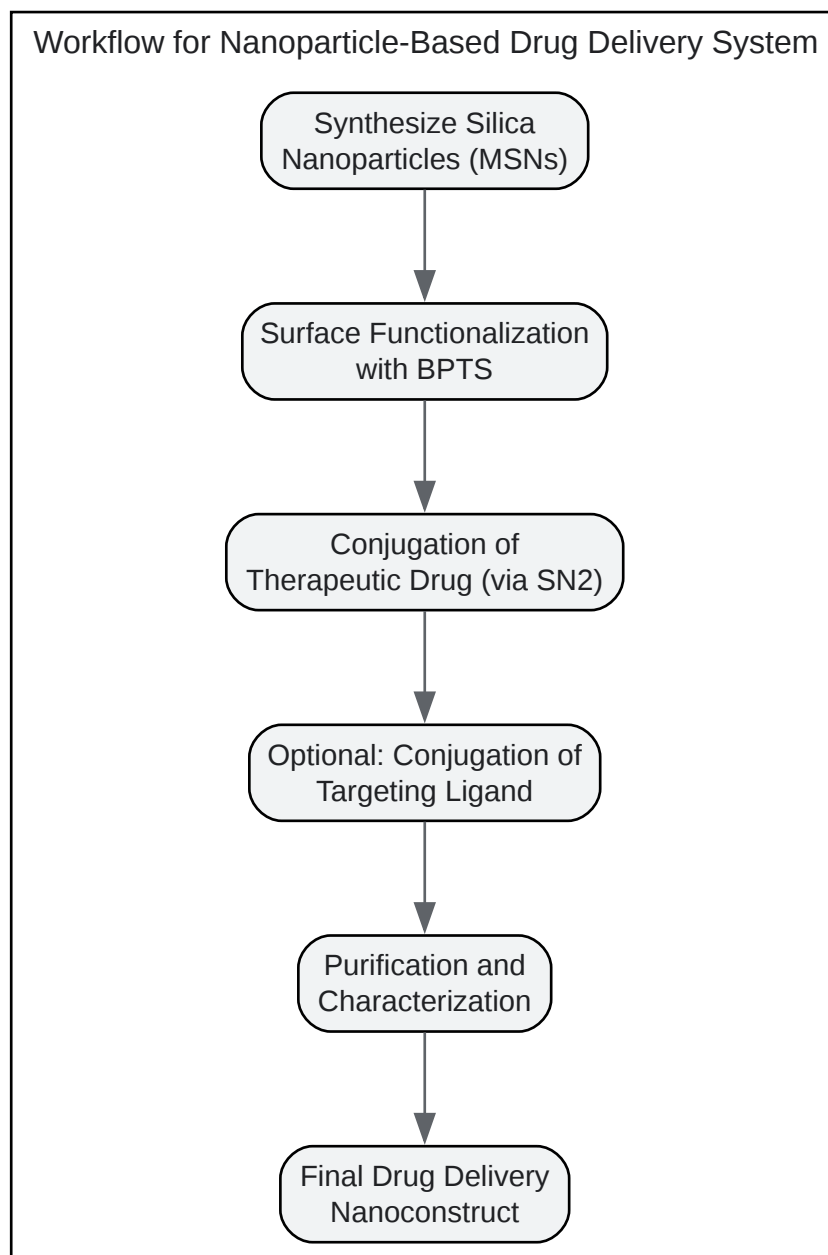 Workflow for Nanoparticle-Based Drug Delivery System
Synthesize Silica
Nanoparticles (MSNs)
Surface Functionalization
with BPTS
Conjugation of
Therapeutic Drug (via SN2)
Optional: Conjugation of
Targeting Ligand
Purification and
Characterization
Final Drug Delivery
Nanoconstruct